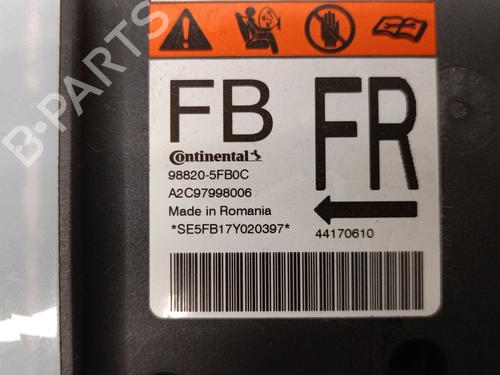 B-PARTS
FB
FR
Continental
98820-5FB0C
A2C97998006
Made in Romania
*SE5FB17Y020397*
44170610